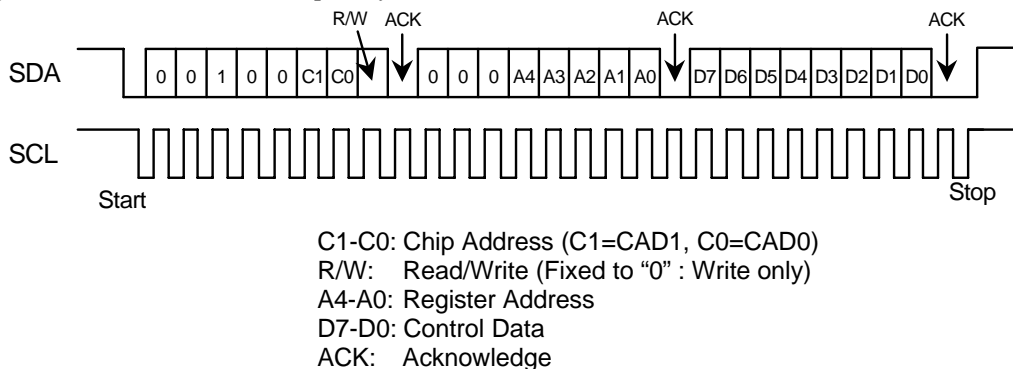 R/W ACK ACK ACK
SDA 0 0 1 0 0 C1 C0 0 0 0 A4 A3 A2 A1 A0 D7 D6 D5 D4 D3 D2 D1 D0
SCL
Start Stop
C1-C0: Chip Address (C1=CAD1, C0=CAD0)
R/W: Read/Write (Fixed to “0” : Write only)
A4-A0: Register Address
D7-D0: Control Data
ACK: Acknowledge